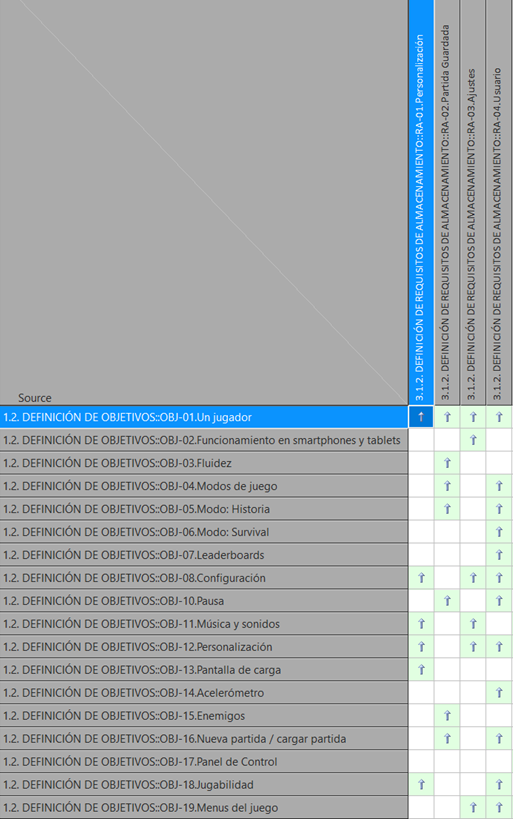 3.1.2. DEFINICIÓN DE REQUISITOS DE ALMACENAMIENTO::RA-01.Personalización
3.1.2. DEFINICIÓN DE REQUISITOS DE ALMACENAMIENTO::RA-02.Partida Guardada
3.1.2. DEFINICIÓN DE REQUISITOS DE ALMACENAMIENTO::RA-03.Ajustes
3.1.2. DEFINICIÓN DE REQUISITOS DE ALMACENAMIENTO::RA-04.Usuario
Source
1.2. DEFINICIÓN DE OBJETIVOS::OBJ-01.Un jugador
1.2. DEFINICIÓN DE OBJETIVOS::OBJ-02.Funcionamiento en smartphones y tablets
1.2. DEFINICIÓN DE OBJETIVOS::OBJ-03.Fluidez
1.2. DEFINICIÓN DE OBJETIVOS::OBJ-04.Modos de juego
1.2. DEFINICIÓN DE OBJETIVOS::OBJ-05.Modo: Historia
1.2. DEFINICIÓN DE OBJETIVOS::OBJ-06.Modo: Survival
1.2. DEFINICIÓN DE OBJETIVOS::OBJ-07.Leaderboards
1.2. DEFINICIÓN DE OBJETIVOS::OBJ-08.Configuración
1.2. DEFINICIÓN DE OBJETIVOS::OBJ-10.Pausa
1.2. DEFINICIÓN DE OBJETIVOS::OBJ-11.Música y sonidos
1.2. DEFINICIÓN DE OBJETIVOS::OBJ-12.Personalización
1.2. DEFINICIÓN DE OBJETIVOS::OBJ-13.Pantalla de carga
1.2. DEFINICIÓN DE OBJETIVOS::OBJ-14.Acelerómetro
1.2. DEFINICIÓN DE OBJETIVOS::OBJ-15.Enemigos
1.2. DEFINICIÓN DE OBJETIVOS::OBJ-16.Nueva partida / cargar partida
1.2. DEFINICIÓN DE OBJETIVOS::OBJ-17.Panel de Control
1.2. DEFINICIÓN DE OBJETIVOS::OBJ-18.Jugabilidad
1.2. DEFINICIÓN DE OBJETIVOS::OBJ-19.Menus del juego